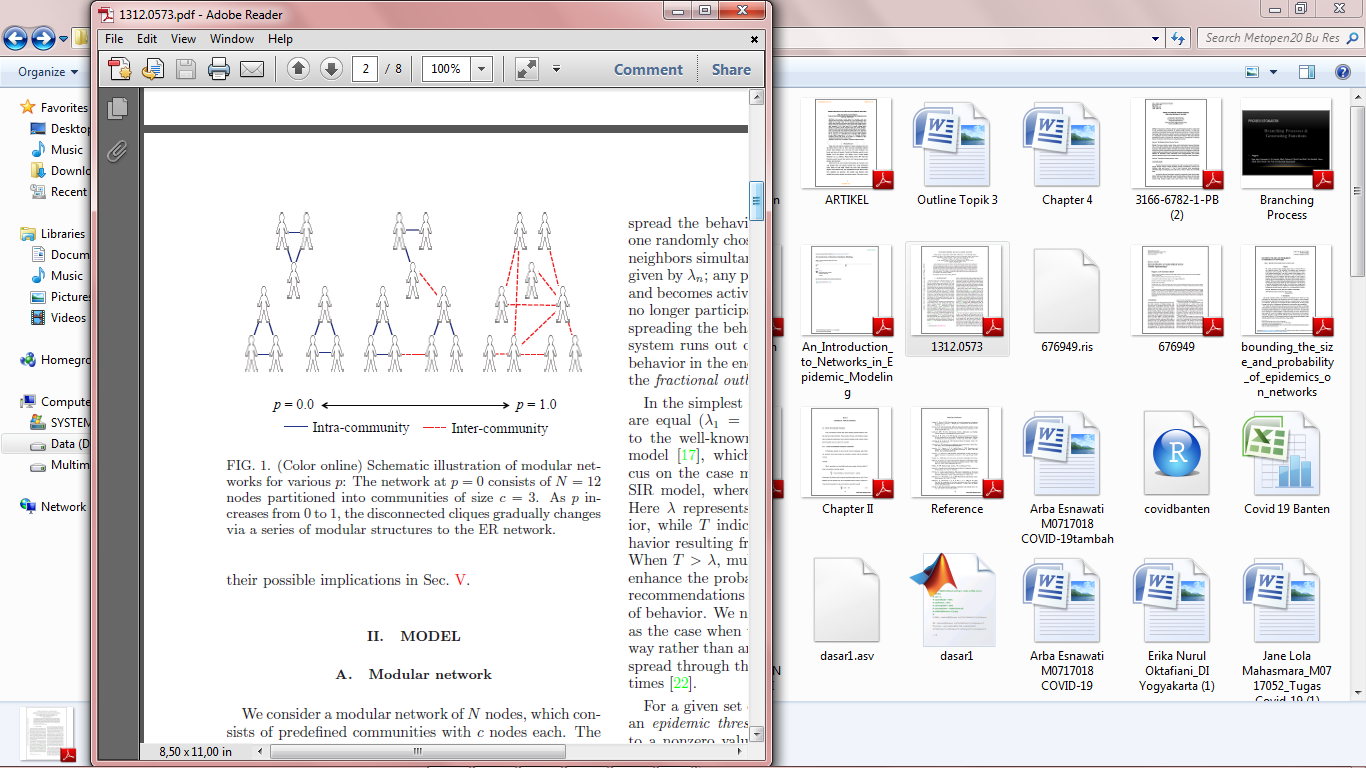 1312.0573.pdf - Adobe Reader
File Edit View Window Help
2 / 8 100% Comment Share
p = 0.0 p = 1.0
Intra-community Inter-community
FIG. 1. (Color online) Schematic illustration of modular net-
works for various p: The network at p = 0 consists of N = 12
nodes partitioned into communities of size c = 3. As p in-
creases from 0 to 1, the disconnected cliques gradually changes
via a series of modular structures to the ER network.
their possible implications in Sec. V.
II. MODEL
A. Modular network
We consider a modular network of N nodes, which con-
sists of predefined communities with c nodes each. The
spread the behavi
one randomly chos
neighbors simultan
given by λn; any p
and becomes activ
no longer participa
spreading the beha
system runs out o
behavior in the en
the fractional outb
In the simplest
are equal (λ1 =
to the well-known
model [17], which
cus on the case m
SIR model, where
Here λ represents
ior, while T indic
havior resulting fr
When T > λ, mu
enhance the proba
recommendations
of behavior. We n
as the case when
way rather than an
spread through th
times [22].
For a given set
an epidemic thres
to a nonzero valu
8,50 x 11,00 in
Search Metopen20 Bu Res
Organize
Favorites
Desktop
Music
Downlo
Recent
Libraries
Docum
Music
Pictures
Videos
Homegro
Compute
SYSTEM
Data (D
Multim
Network
ARTIKEL
Outline Topik 3
Chapter 4
3166-6782-1-PB
(2)
Branching
Process
An_Introduction_
to_Networks_in_E
pidemic_Modelin
g
1312.0573
676949.ris
676949
bounding_the_siz
e_and_probability
_of_epidemics_o
n_networks
Chapter II
Reference
Arba Esnawati
M0717018
COVID-19tambah
covidbanten
Covid 19 Banten
dasar1.asv
dasar1
Arba Esnawati
M0717018
COVID-19
Erika Nurul
Oktafiani_DI
Yogyakarta (1)
Jane Lola
Mahasmara_M07
17052_Tugas
Covid-19 (1)